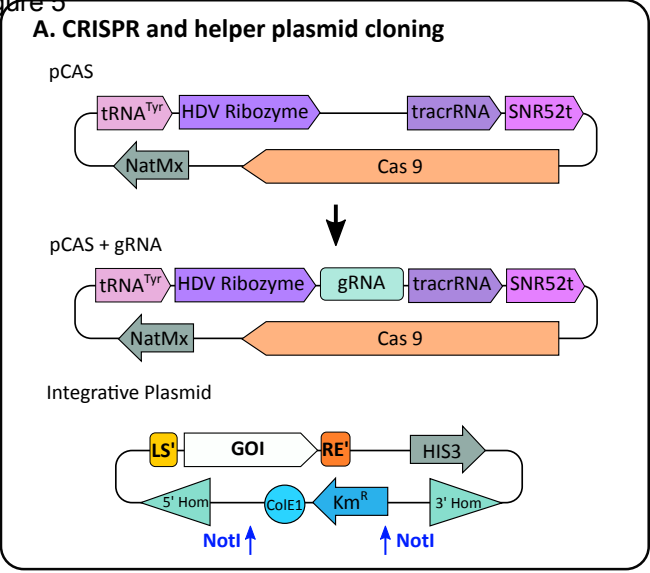 A. CRISPR and helper plasmid cloning
pCAS
tRNATyr HDV Ribozyme tracrRNA SNR52t
NatMx Cas 9
pCAS + gRNA
tRNATyr HDV Ribozyme gRNA tracrRNA SNR52t
NatMx Cas 9
Integrative Plasmid
LS' GOI RE' HIS3
5' Hom ColE1 KmR 3' Hom
NotI NotI